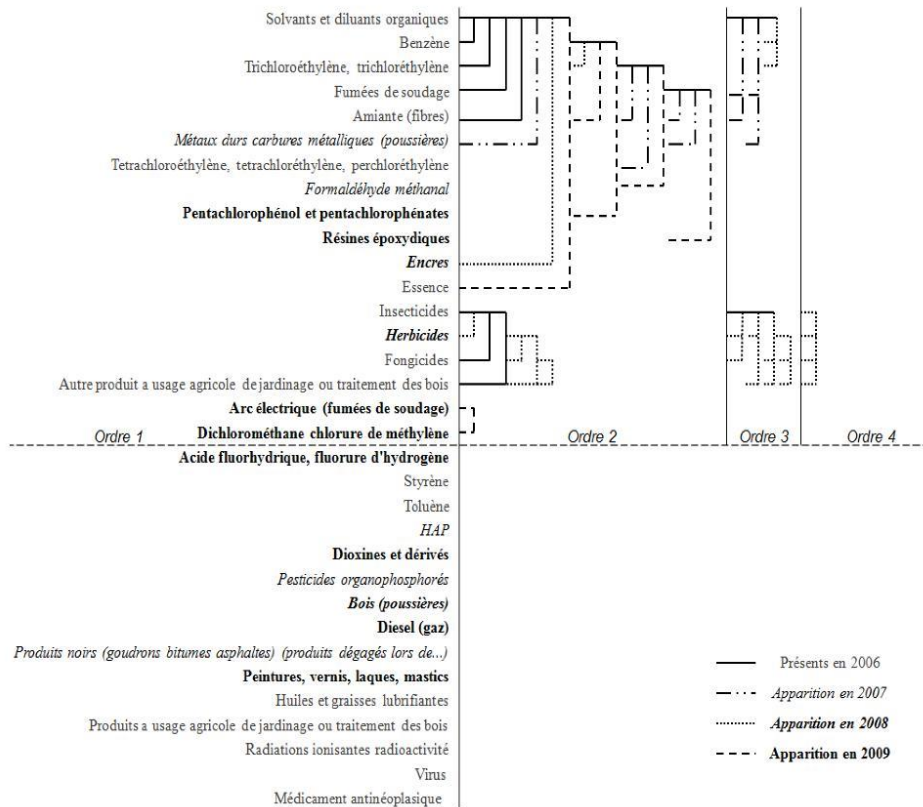 Solvants et diluants organiques
Benzène
Trichloroéthylène, trichloréthylène
Fumées de soudage
Amiante (fibres)
Métaux durs carbures métalliques (poussières)
Tetrachloroéthylène, tetrachloréthylène, perchloréthylène
Formaldéhyde méthanal
Pentachlorophénol et pentachlorophénates
Résines époxydiques
Encres
Essence
Insecticides
Herbicides
Fongicides
Autre produit a usage agricole de jardinage ou traitement des bois
Arc électrique (fumées de soudage)
Dichlorométhane chlorure de méthylène
Ordre 1 Ordre 2 Ordre 3 Ordre 4
Acide fluorhydrique, fluorure d'hydrogène
Styrène
Toluène
HAP
Dioxines et dérivés
Pesticides organophosphorés
Bois (poussières)
Diesel (gaz)
Produits noirs (goudrons bitumes asphaltes) (produits dégagés lors de...)
Peintures, vernis, laques, mastics
Huiles et graisses lubrifiantes
Produits a usage agricole de jardinage ou traitement des bois
Radiations ionisantes radioactivité
Virus
Médicament antinéoplasique
Présents en 2006
Apparition en 2007
Apparition en 2008
Apparition en 2009